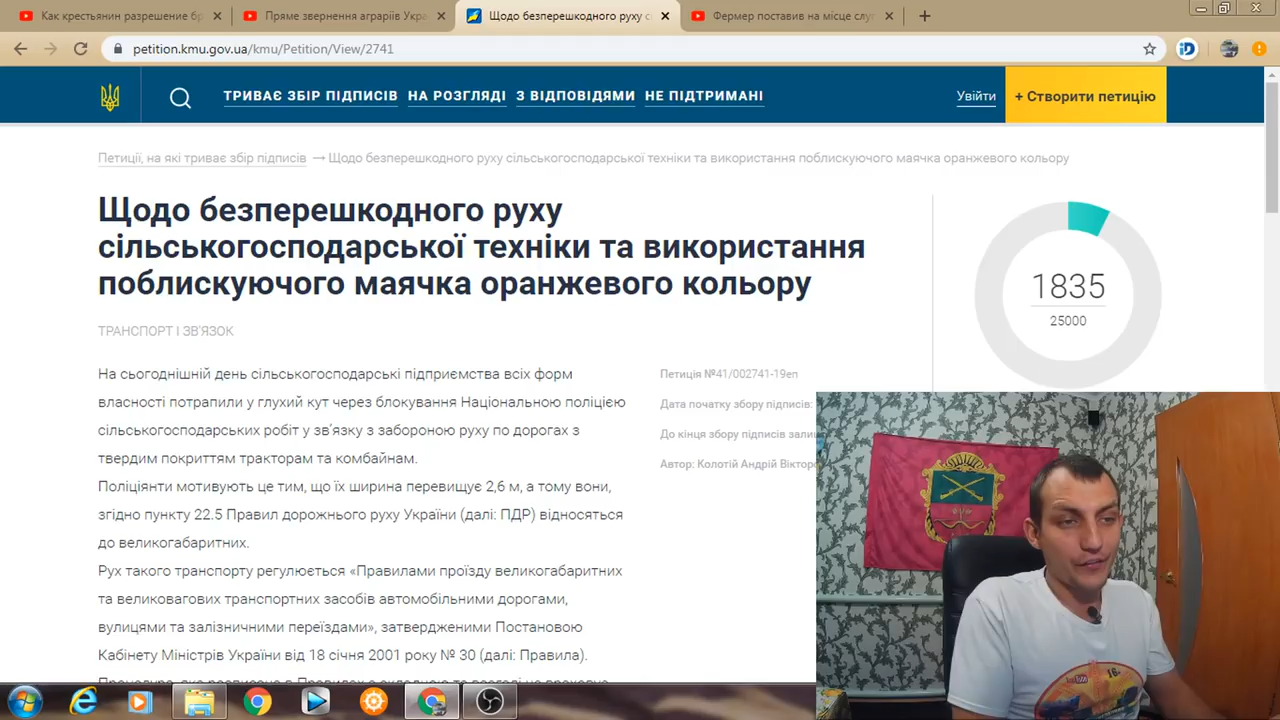 Как крестьянин разрешение бр
Пряме звернення аграріїв Укра
Щодо безперешкодного руху с
Фермер поставив на місце слу
petition.kmu.gov.ua/kmu/Petition/View/2741
ТРИВАЄ ЗБІР ПІДПИСІВ НА РОЗГЛЯДІ З ВІДПОВІДЯМИ НЕ ПІДТРИМАНІ
Увійти
+ Створити петицію
Петиції, на які триває збір підписів → Щодо безперешкодного руху сільськогосподарської техніки та використання поблискуючого маячка оранжевого кольору
Щодо безперешкодного руху
сільськогосподарської техніки та використання
поблискуючого маячка оранжевого кольору
1835
25000
ТРАНСПОРТ І ЗВ'ЯЗОК
На сьогоднішній день сільськогосподарські підприємства всіх форм
власності потрапили у глухий кут через блокування Національною поліцією
сільськогосподарських робіт у зв'язку з забороною руху по дорогах з
твердим покриттям тракторам та комбайнам.
Поліціянти мотивують це тим, що їх ширина перевищує 2,6 м, а тому вони,
згідно пункту 22.5 Правил дорожнього руху України (далі: ПДР) відносяться
до великогабаритних.
Рух такого транспорту регулюється «Правилами проїзду великогабаритних
та великовагових транспортних засобів автомобільними дорогами,
вулицями та залізничними переїздами», затвердженими Постановою
Кабінету Міністрів України від 18 січня 2001 року № 30 (далі: Правила).
Петиція №41/002741-19еп
Дата початку збору підписів:
До кінця збору підписів зали
Автор: Колотій Андрій Вікторо
16